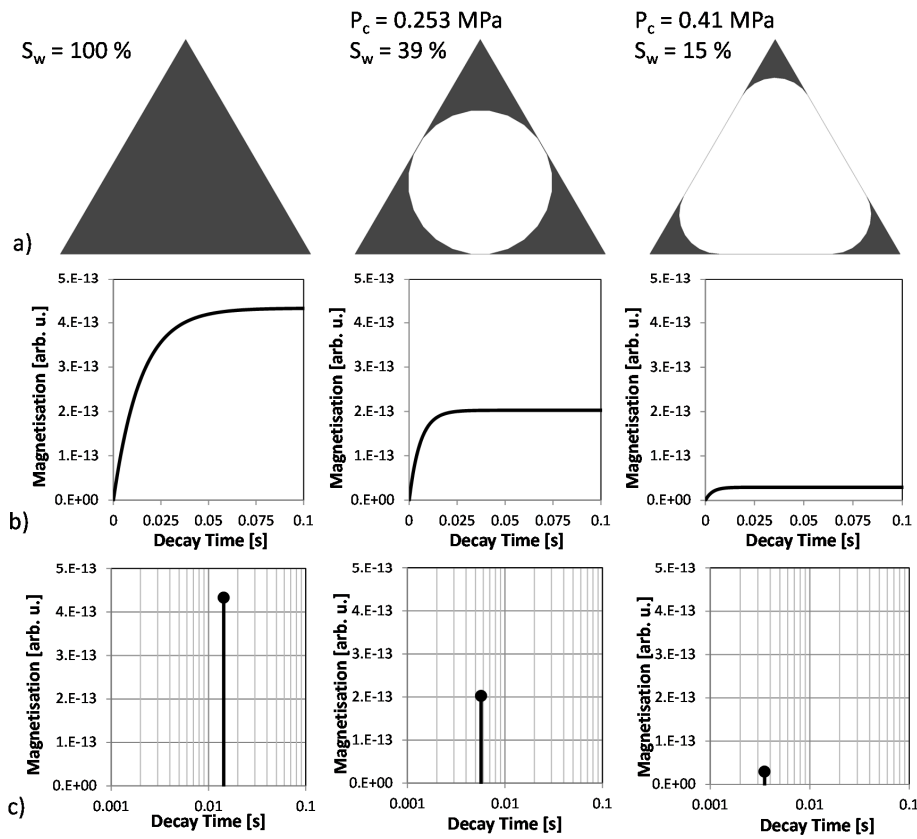 S_w = 100 %
P_c = 0.253 MPa
S_w = 39 %
P_c = 0.41 MPa
S_w = 15 %
a)
Magnetisation [arb. u.]
5.E-13
4.E-13
3.E-13
2.E-13
1.E-13
0.E+00
0 0.025 0.05 0.075 0.1
Decay Time [s]
Magnetisation [arb. u.]
5.E-13
4.E-13
3.E-13
2.E-13
1.E-13
0.E+00
0 0.025 0.05 0.075 0.1
Decay Time [s]
Magnetisation [arb. u.]
5.E-13
4.E-13
3.E-13
2.E-13
1.E-13
0.E+00
0 0.025 0.05 0.075 0.1
Decay Time [s]
b)
Magnetisation [arb. u.]
5.E-13
4.E-13
3.E-13
2.E-13
1.E-13
0.E+00
0.001 0.01 0.1
Decay Time [s]
Magnetisation [arb. u.]
5.E-13
4.E-13
3.E-13
2.E-13
1.E-13
0.E+00
0.001 0.01 0.1
Decay Time [s]
Magnetisation [arb. u.]
5.E-13
4.E-13
3.E-13
2.E-13
1.E-13
0.E+00
0.001 0.01 0.1
Decay Time [s]
c)